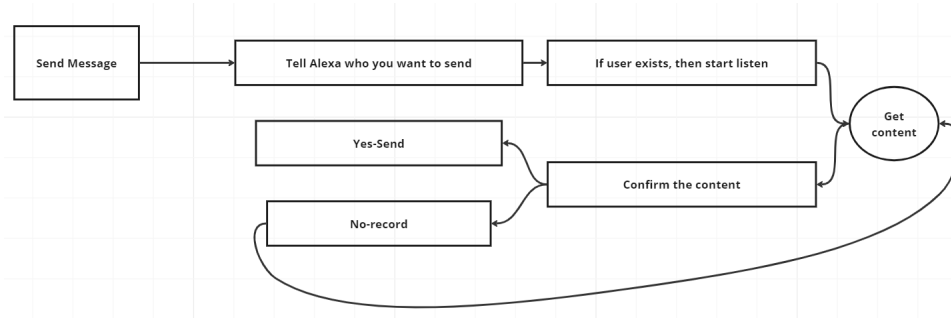 Send Message
Tell Alexa who you want to send
If user exists, then start listen
Get
content
Yes-Send
Confirm the content
No-record